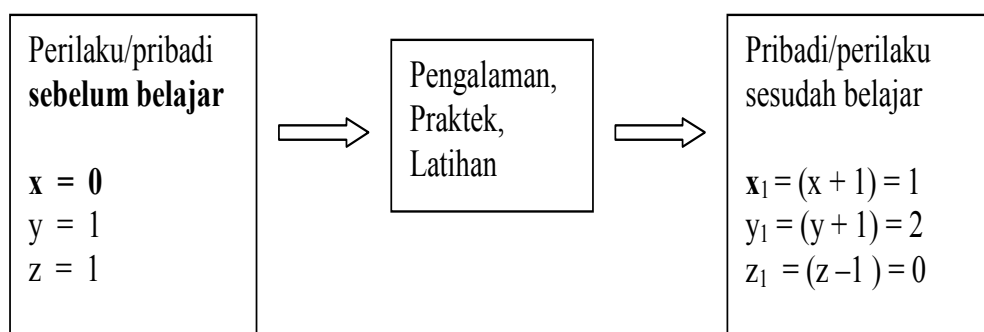 Perilaku/pribadi
sebelum belajar
x = 0
y = 1
z = 1
Pengalaman,
Praktek,
Latihan
Pribadi/perilaku
sesudah belajar
x₁ = (x + 1) = 1
y₁ = (y + 1) = 2
z₁ = (z –1 ) = 0